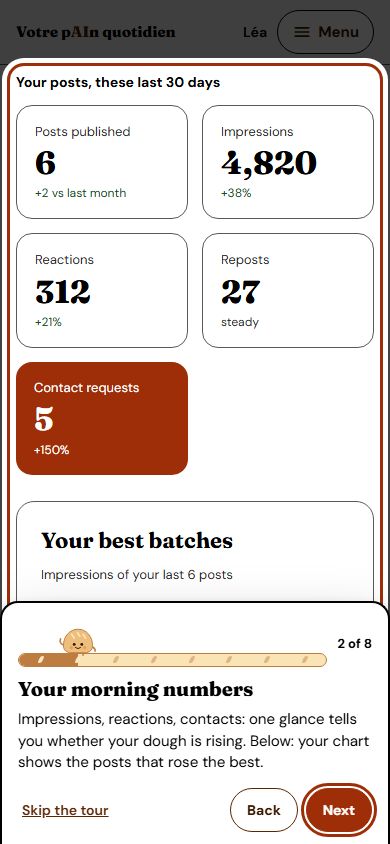 Votre pAIn quotidien
Léa
Menu
Your posts, these last 30 days
Posts published
6
+2 vs last month
Impressions
4,820
+38%
Reactions
312
+21%
Reposts
27
steady
Contact requests
5
+150%
Your best batches
Impressions of your last 6 posts
2 of 8
Your morning numbers
Impressions, reactions, contacts: one glance tells
you whether your dough is rising. Below: your chart
shows the posts that rose the best.
Skip the tour
Back
Next